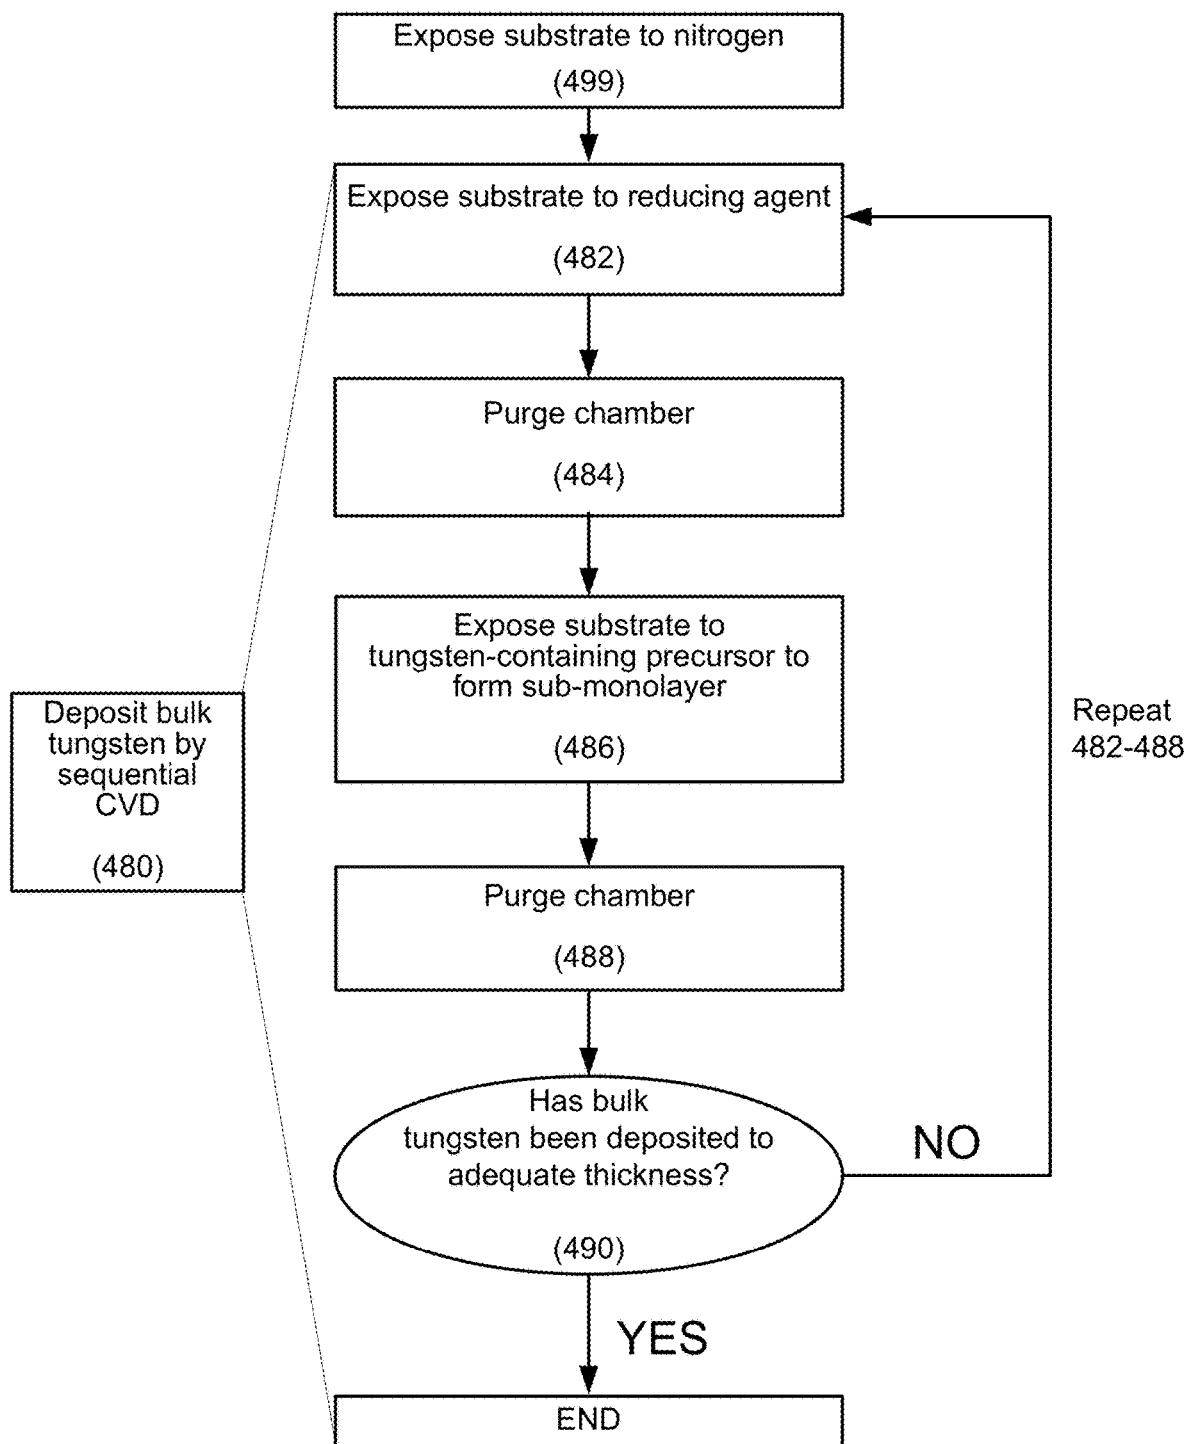 Expose substrate to nitrogen
(499)
Expose substrate to reducing agent
(482)
Purge chamber
(484)
Expose substrate to
tungsten-containing precursor to
form sub-monolayer
(486)
Deposit bulk
tungsten by
sequential
CVD
(480)
Repeat
482-488
Purge chamber
(488)
Has bulk
tungsten been deposited to
adequate thickness?
(490)
NO
YES
END